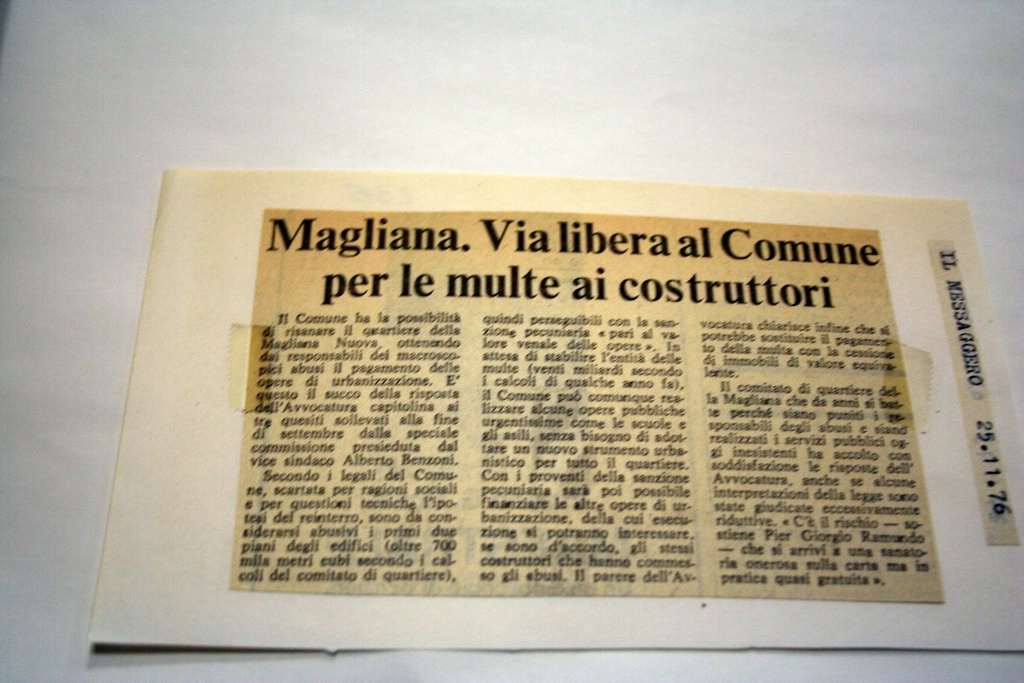 Magliana. Via libera al Comune
per le multe ai costruttori
Il Comune ha la possibilità
di risanare il quartiere della
Magliana Nuova, ottenendo
dai responsabili dei macrosco-
pici abusi il pagamento delle
opere di urbanizzazione. E'
questo il succo della risposta
dell'Avvocatura capitolina ai
tre quesiti sollevati alla fine
di settembre dalla speciale
commissione presieduta dal
vice sindaco Alberto Benzoni.
Secondo i legali del Comu-
ne, scartata per ragioni sociali
e per questioni tecniche l'ipo-
tesi del reinterro, sono da con-
siderarsi abusivi i primi due
piani degli edifici (oltre 700
mila metri cubi secondo i cal-
coli del comitato di quartiere),
quindi perseguibili con la san-
zione pecuniaria « pari al va-
lore venale delle opere ». In
attesa di stabilire l'entità delle
multe (venti miliardi secondo
i calcoli di qualche anno fa),
il Comune può comunque rea-
lizzare alcune opere pubbliche
urgentissime come le scuole e
gli asili, senza bisogno di adot-
tare un nuovo strumento urba-
nistico per tutto il quartiere.
Con i proventi della sanzione
pecuniaria sarà poi possibile
finanziare le altre opere di ur-
banizzazione, della cui esecu-
zione si potranno interessare,
se sono d'accordo, gli stessi
costruttori che hanno commes-
so gli abusi. Il parere dell'Av-
vocatura chiarisce infine che si
potrebbe sostituire il pagamen-
to della multa con la cessione
di immobili di valore equiva-
lente.
Il comitato di quartiere del-
la Magliana che da anni si bat-
te perché siano puniti i re-
sponsabili degli abusi e siano
realizzati i servizi pubblici og-
gi inesistenti ha accolto con
soddisfazione le risposte dell'
Avvocatura, anche se alcune
interpretazioni della legge sono
state giudicate eccessivamente
riduttive. « C'è il rischio — so-
stiene Pier Giorgio Ramundo
— che si arrivi a una sanato-
ria onerosa sulla carta ma in
pratica quasi gratuita ».
IL MESSAGGERO 25.11.76